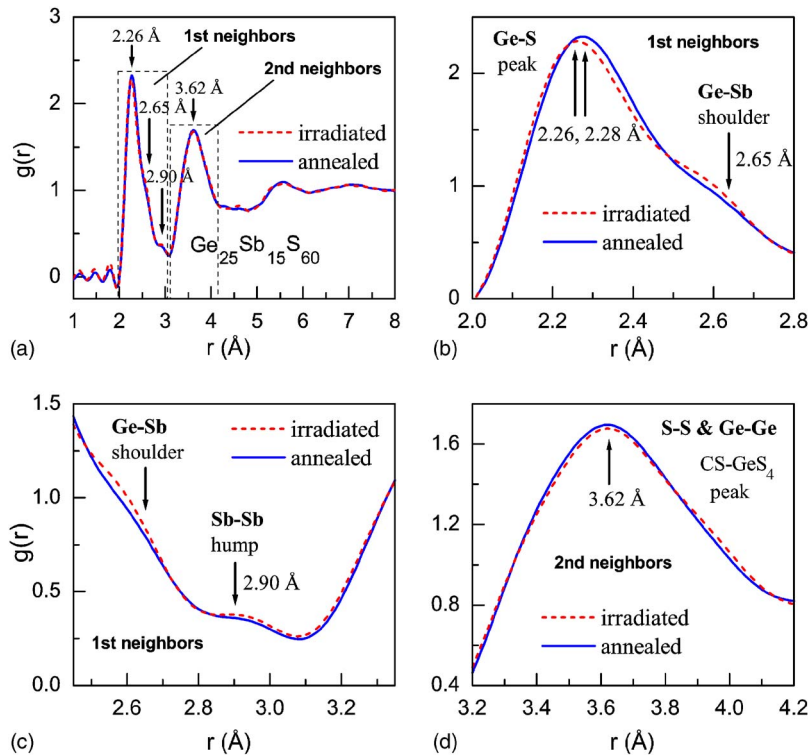 2.26 Å
1st neighbors
2nd neighbors
2.65 Å
3.62 Å
2.90 Å
irradiated
annealed
Ge25Sb15S60
g(r)
3
2
1
0
1 2 3 4 5 6 7 8
r (Å)
(a)
Ge-S
peak
1st neighbors
Ge-Sb
shoulder
2.26, 2.28 Å
2.65 Å
irradiated
annealed
2
1
0
2.0 2.2 2.4 2.6 2.8
r (Å)
(b)
Ge-Sb
shoulder
irradiated
annealed
Sb-Sb
hump
2.90 Å
1st neighbors
g(r)
1.5
1.0
0.5
0.0
2.6 2.8 3.0 3.2
r (Å)
(c)
S-S & Ge-Ge
CS-GeS4
peak
3.62 Å
2nd neighbors
irradiated
annealed
1.6
1.2
0.8
0.4
3.2 3.4 3.6 3.8 4.0 4.2
r (Å)
(d)